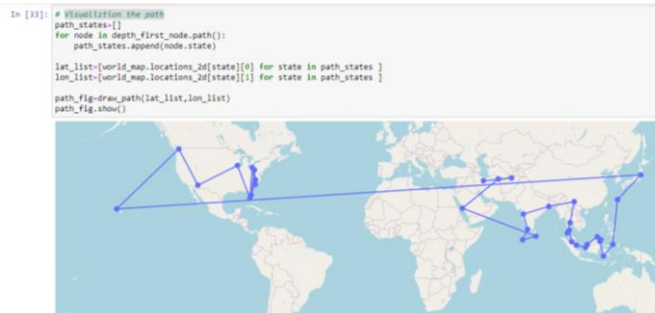 In [33]: # Visualiztion the path
path_states=[]
for node in depth_first_node.path():
path_states.append(node.state)
lat_list=[world_map.locations_2d[state][0] for state in path_states ]
lon_list=[world_map.locations_2d[state][1] for state in path_states ]
path_fig=draw_path(lat_list,lon_list)
path_fig.show()